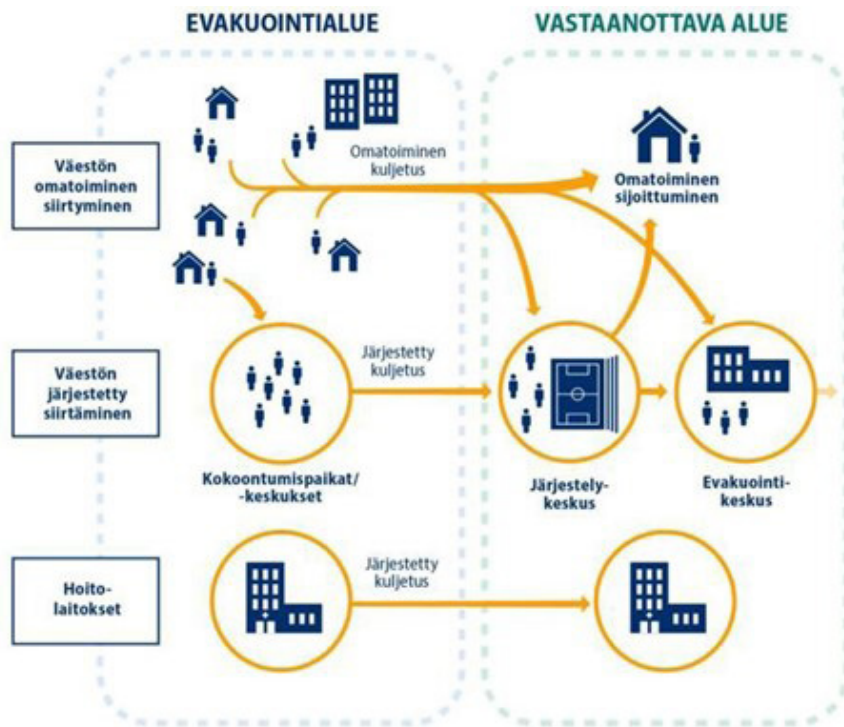 EVAKUOINTIALUE
VASTAANOTTAVA ALUE
Väestön
omatoiminen
siirtyminen
Omatoiminen
kuljetus
Omatoiminen
sijoittuminen
Väestön
järjestetty
siirtäminen
Järjestetty
kuljetus
Kokoontumispaikat/
-keskukset
Järjestely-
keskus
Evakuointi-
keskus
Hoito-
laitokset
Järjestetty
kuljetus